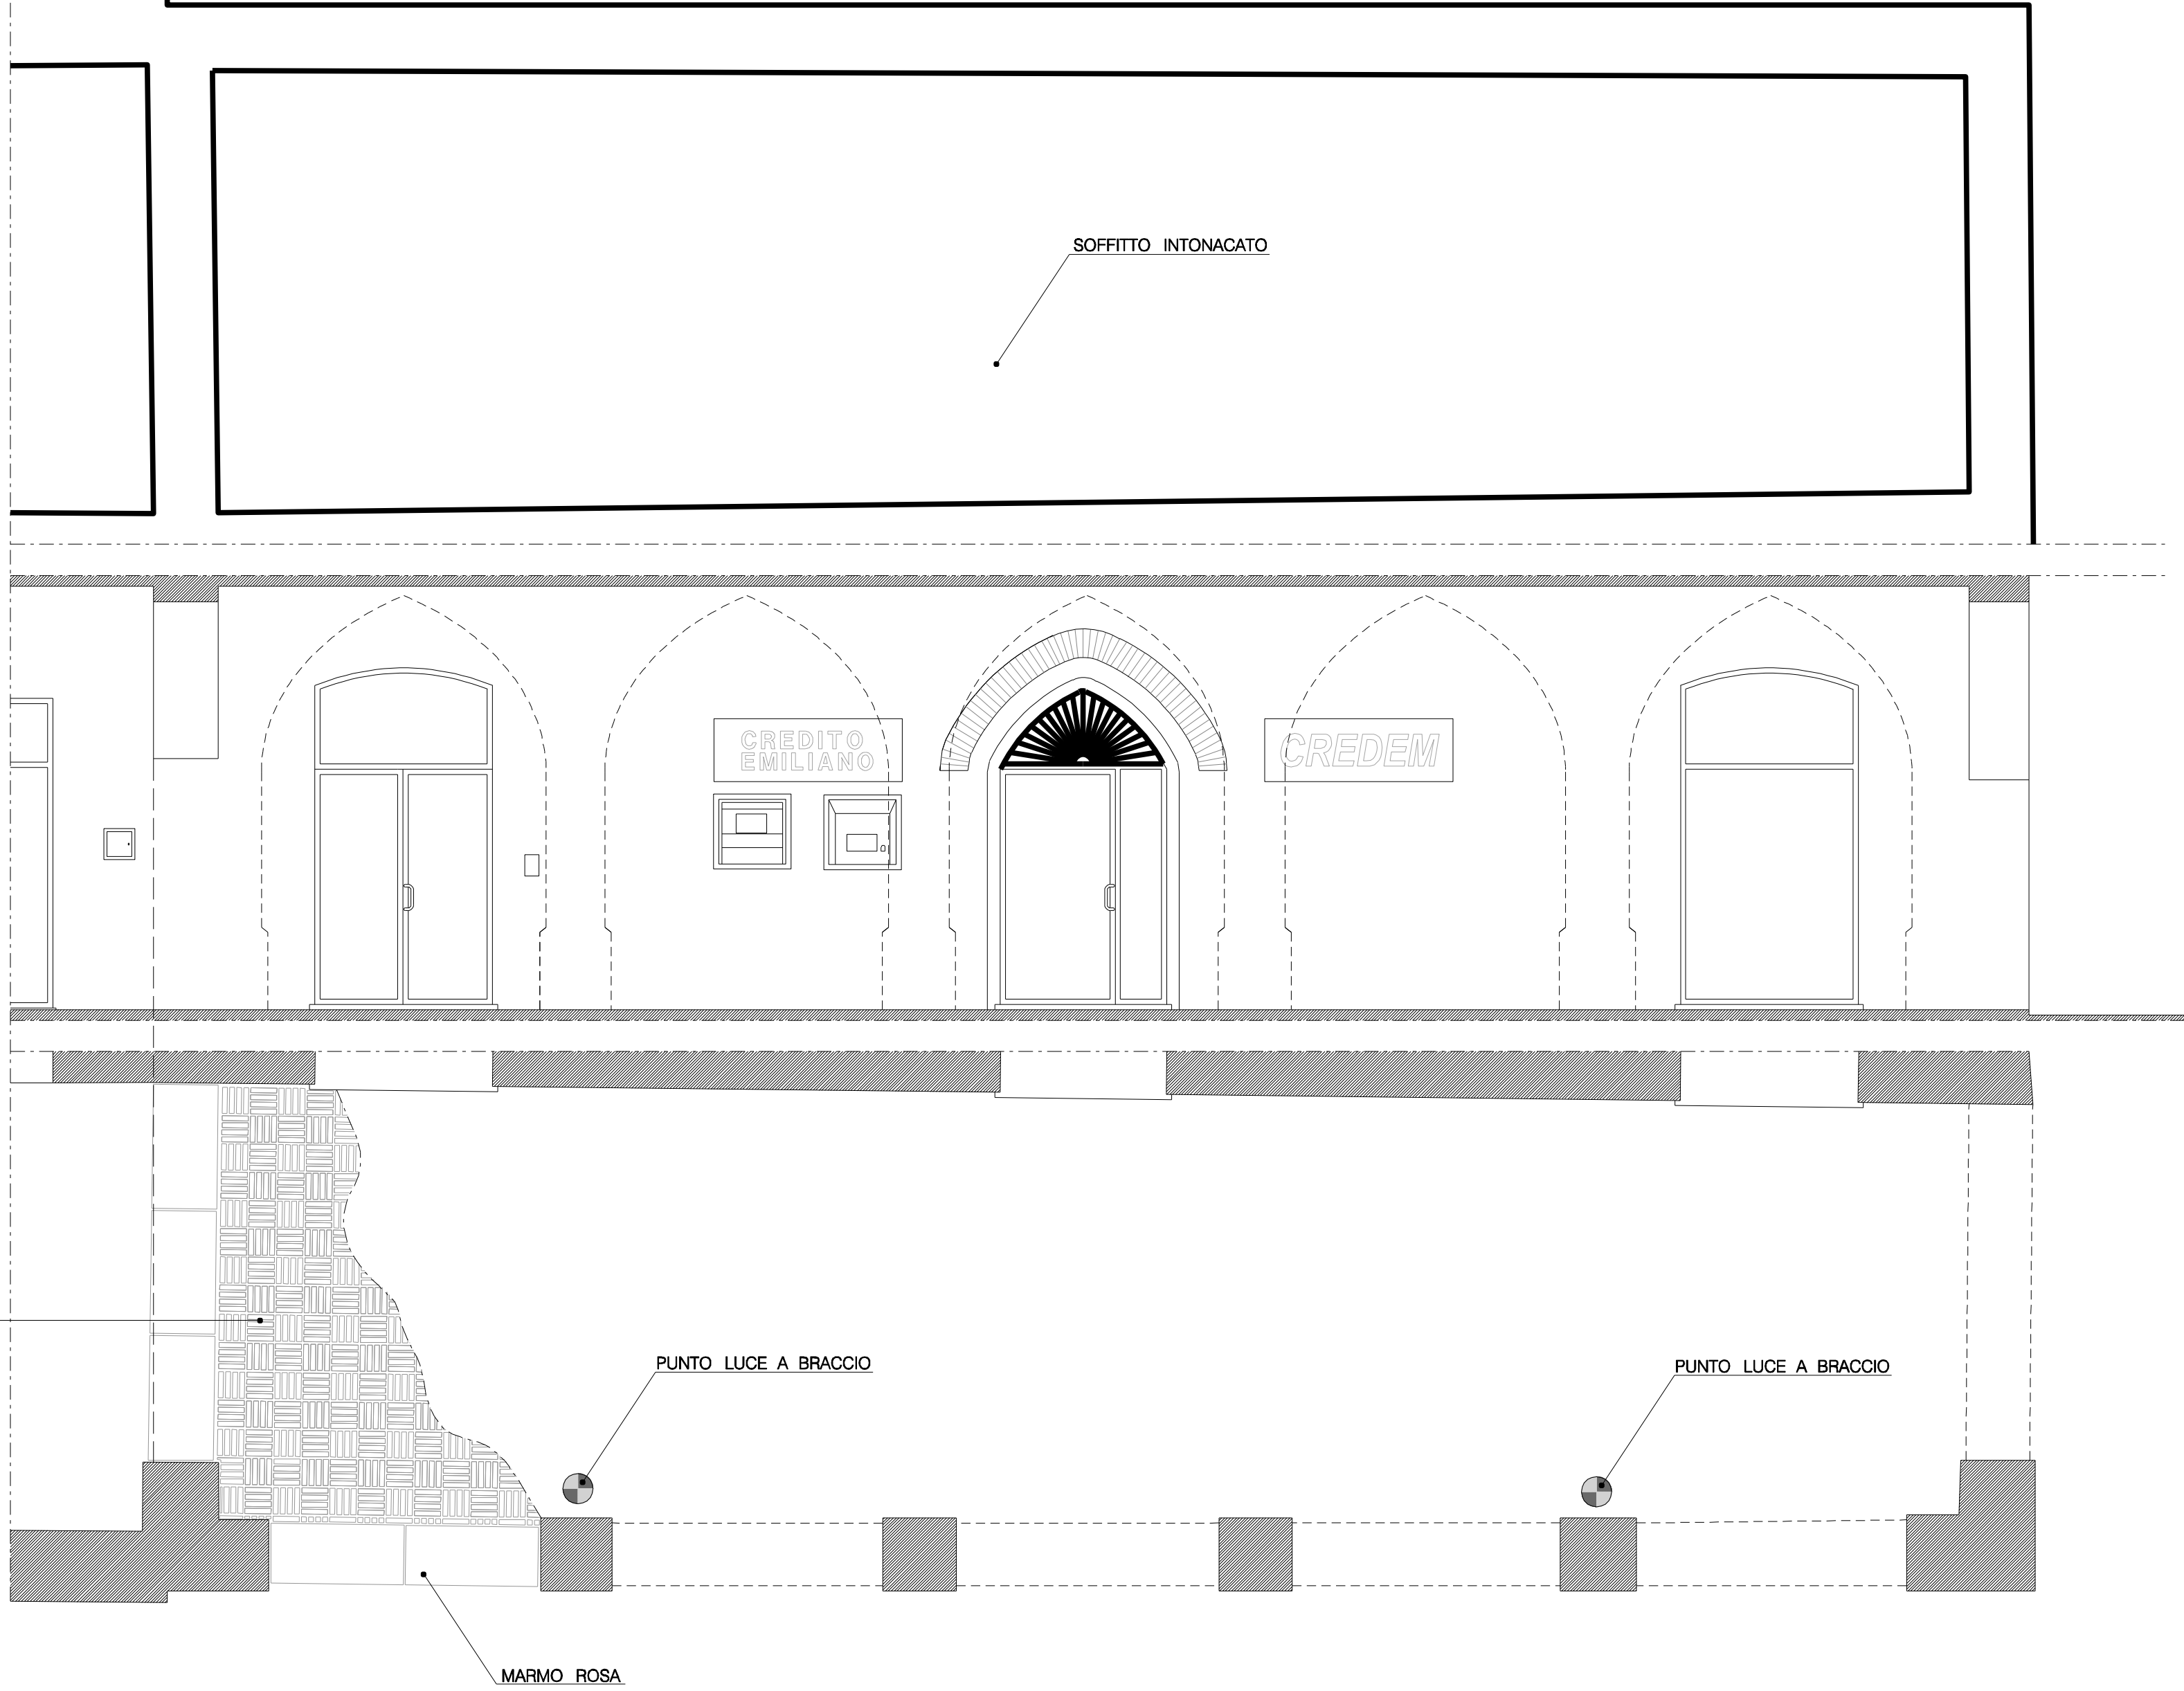 SOFFITTO INTONACATO
CREDITO
EMILIANO
CREDEM
PUNTO LUCE A BRACCIO
PUNTO LUCE A BRACCIO
MARMO ROSA